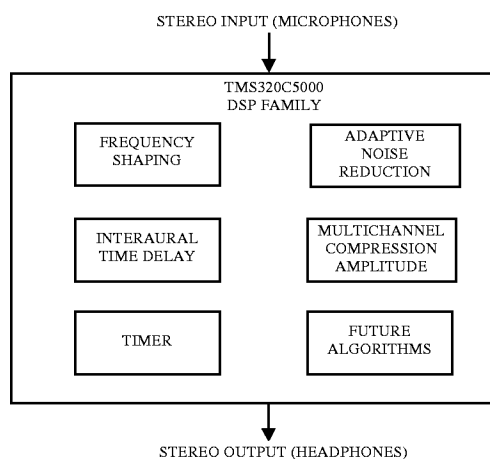 STEREO INPUT (MICROPHONES)
TMS320C5000
DSP FAMILY
FREQUENCY
SHAPING
ADAPTIVE
NOISE
REDUCTION
INTERAURAL
TIME DELAY
MULTICHANNEL
COMPRESSION
AMPLITUDE
TIMER
FUTURE
ALGORITHMS
STEREO OUTPUT (HEADPHONES)